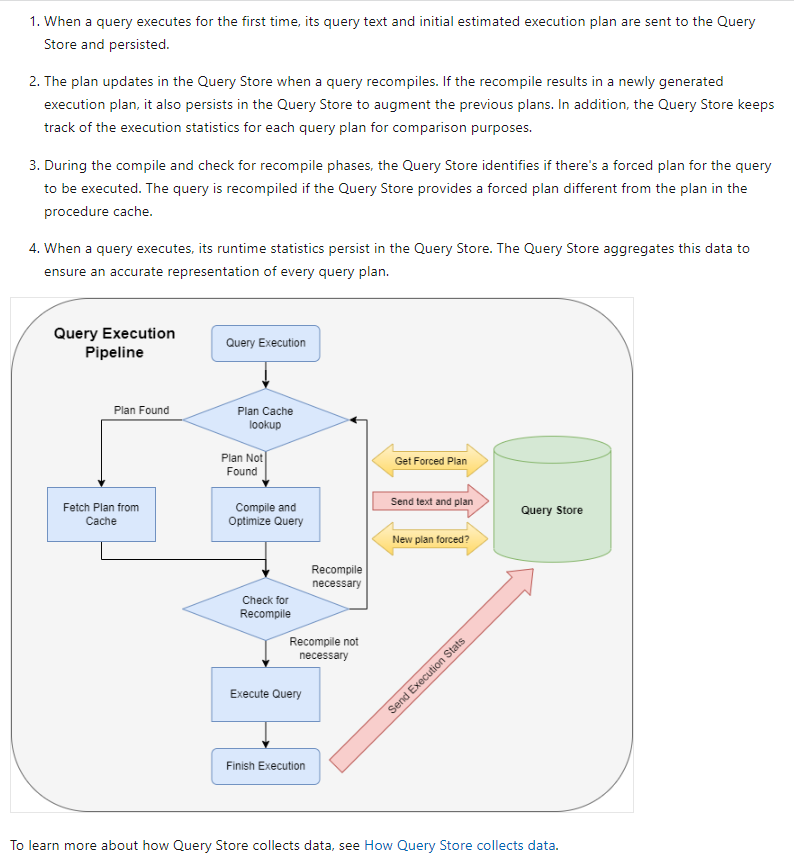 1. When a query executes for the first time, its query text and initial estimated execution plan are sent to the Query
Store and persisted.
2. The plan updates in the Query Store when a query recompiles. If the recompile results in a newly generated
execution plan, it also persists in the Query Store to augment the previous plans. In addition, the Query Store keeps
track of the execution statistics for each query plan for comparison purposes.
3. During the compile and check for recompile phases, the Query Store identifies if there's a forced plan for the query
to be executed. The query is recompiled if the Query Store provides a forced plan different from the plan in the
procedure cache.
4. When a query executes, its runtime statistics persist in the Query Store. The Query Store aggregates this data to
ensure an accurate representation of every query plan.
Query Execution
Pipeline
Query Execution
Plan Found
Plan Cache
lookup
Plan Not
Found
Get Forced Plan
Fetch Plan from
Cache
Compile and
Optimize Query
Send text and plan
Query Store
New plan forced?
Recompile
necessary
Check for
Recompile
Recompile not
necessary
Send Execution Stats
Execute Query
Finish Execution
To learn more about how Query Store collects data, see How Query Store collects data.